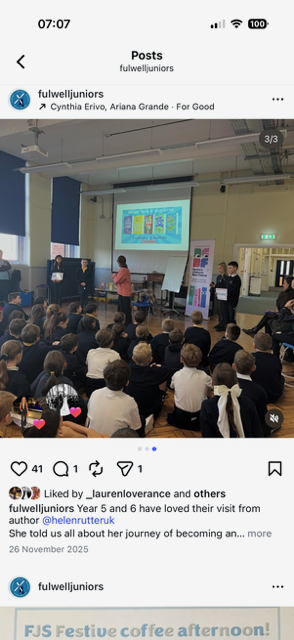 07:07
100
Posts
fulwelljuniors
fulwelljuniors
Cynthia Erivo, Ariana Grande · For Good
3/3
41
1
1
Liked by _laurenloverance and others
fulwelljuniors Year 5 and 6 have loved their visit from
author @helenrutteruk
She told us all about her journey of becoming an... more
26 November 2025
fulwelljuniors
FJS Festive coffee afternoon!